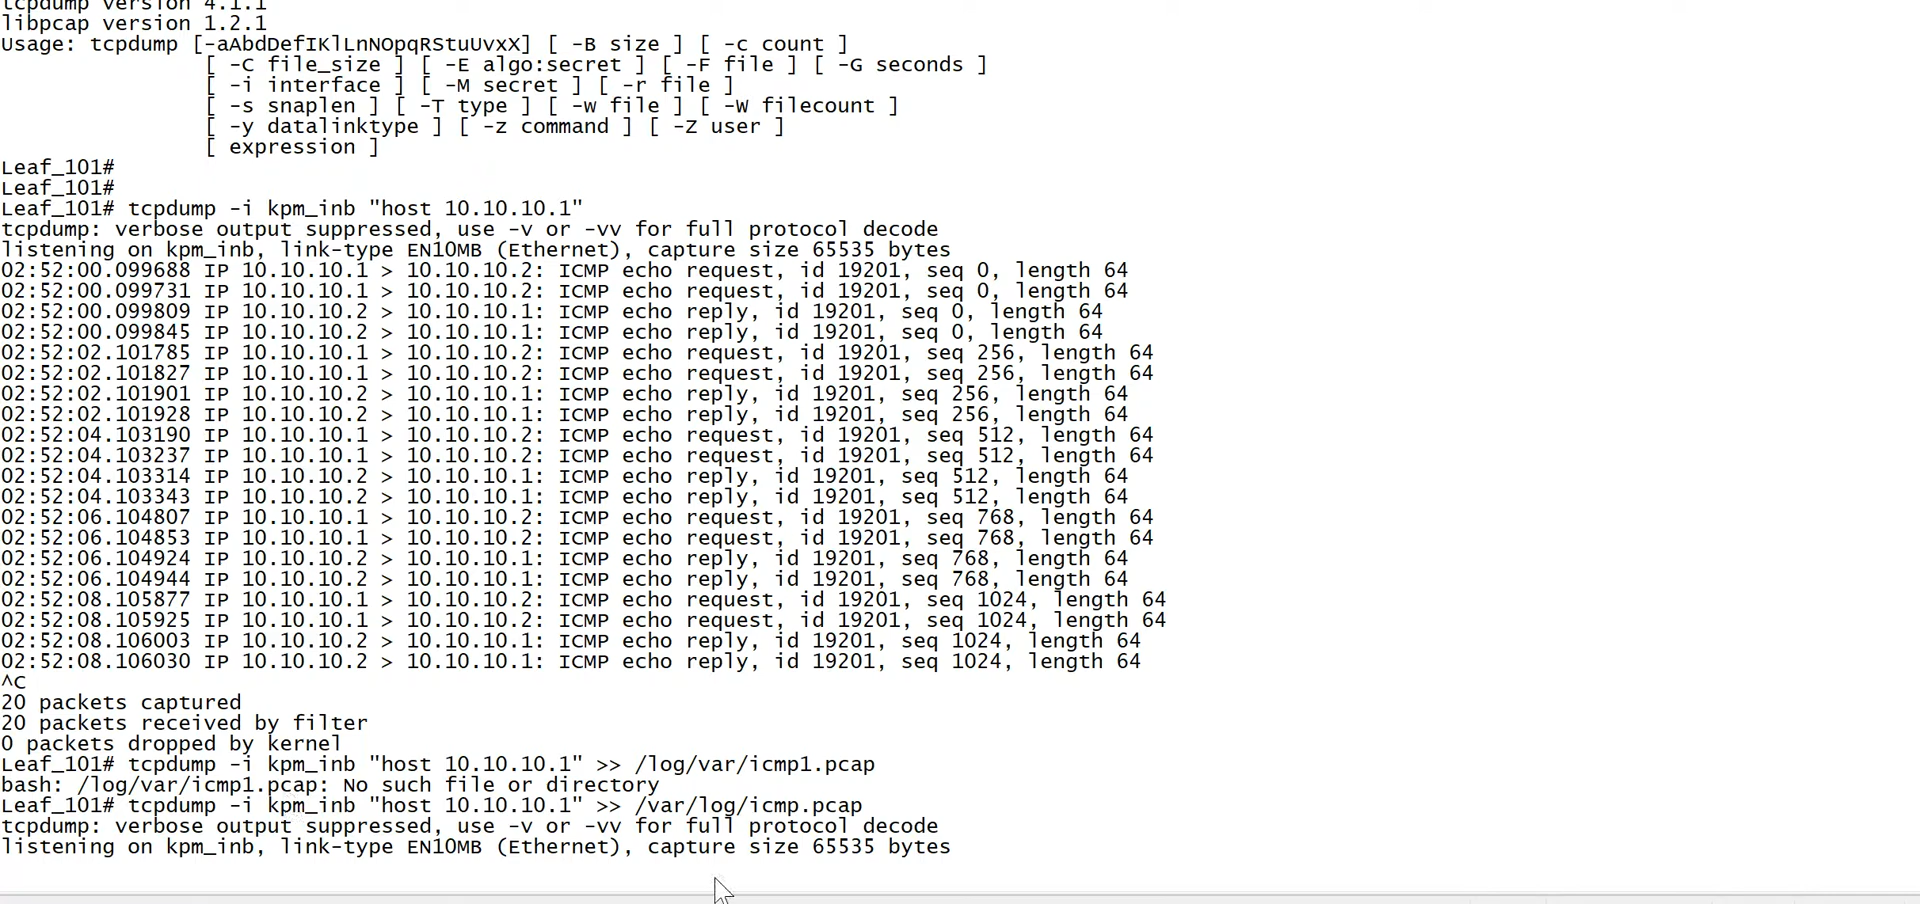 tcpdump version 4.1.1
libpcap version 1.2.1
Usage: tcpdump [-aAbdDefIKlLnNOpqRStuUvxX] [ -B size ] [ -c count ]
[ -C file_size ] [ -E algo:secret ] [ -F file ] [ -G seconds ]
[ -i interface ] [ -M secret ] [ -r file ]
[ -s snaplen ] [ -T type ] [ -w file ] [ -W filecount ]
[ -y datalinktype ] [ -z command ] [ -Z user ]
[ expression ]
Leaf_101#
Leaf_101#
Leaf_101# tcpdump -i kpm_inb "host 10.10.10.1"
tcpdump: verbose output suppressed, use -v or -vv for full protocol decode
listening on kpm_inb, link-type EN10MB (Ethernet), capture size 65535 bytes
02:52:00.099688 IP 10.10.10.1 > 10.10.10.2: ICMP echo request, id 19201, seq 0, length 64
02:52:00.099731 IP 10.10.10.1 > 10.10.10.2: ICMP echo request, id 19201, seq 0, length 64
02:52:00.099809 IP 10.10.10.2 > 10.10.10.1: ICMP echo reply, id 19201, seq 0, length 64
02:52:00.099845 IP 10.10.10.2 > 10.10.10.1: ICMP echo reply, id 19201, seq 0, length 64
02:52:02.101785 IP 10.10.10.1 > 10.10.10.2: ICMP echo request, id 19201, seq 256, length 64
02:52:02.101827 IP 10.10.10.1 > 10.10.10.2: ICMP echo request, id 19201, seq 256, length 64
02:52:02.101901 IP 10.10.10.2 > 10.10.10.1: ICMP echo reply, id 19201, seq 256, length 64
02:52:02.101928 IP 10.10.10.2 > 10.10.10.1: ICMP echo reply, id 19201, seq 256, length 64
02:52:04.103190 IP 10.10.10.1 > 10.10.10.2: ICMP echo request, id 19201, seq 512, length 64
02:52:04.103237 IP 10.10.10.1 > 10.10.10.2: ICMP echo request, id 19201, seq 512, length 64
02:52:04.103314 IP 10.10.10.2 > 10.10.10.1: ICMP echo reply, id 19201, seq 512, length 64
02:52:04.103343 IP 10.10.10.2 > 10.10.10.1: ICMP echo reply, id 19201, seq 512, length 64
02:52:06.104807 IP 10.10.10.1 > 10.10.10.2: ICMP echo request, id 19201, seq 768, length 64
02:52:06.104853 IP 10.10.10.1 > 10.10.10.2: ICMP echo request, id 19201, seq 768, length 64
02:52:06.104924 IP 10.10.10.2 > 10.10.10.1: ICMP echo reply, id 19201, seq 768, length 64
02:52:06.104944 IP 10.10.10.2 > 10.10.10.1: ICMP echo reply, id 19201, seq 768, length 64
02:52:08.105877 IP 10.10.10.1 > 10.10.10.2: ICMP echo request, id 19201, seq 1024, length 64
02:52:08.105925 IP 10.10.10.1 > 10.10.10.2: ICMP echo request, id 19201, seq 1024, length 64
02:52:08.106003 IP 10.10.10.2 > 10.10.10.1: ICMP echo reply, id 19201, seq 1024, length 64
02:52:08.106030 IP 10.10.10.2 > 10.10.10.1: ICMP echo reply, id 19201, seq 1024, length 64
^C
20 packets captured
20 packets received by filter
0 packets dropped by kernel
Leaf_101# tcpdump -i kpm_inb "host 10.10.10.1" >> /log/var/icmp1.pcap
bash: /log/var/icmp1.pcap: No such file or directory
Leaf_101# tcpdump -i kpm_inb "host 10.10.10.1" >> /var/log/icmp.pcap
tcpdump: verbose output suppressed, use -v or -vv for full protocol decode
listening on kpm_inb, link-type EN10MB (Ethernet), capture size 65535 bytes